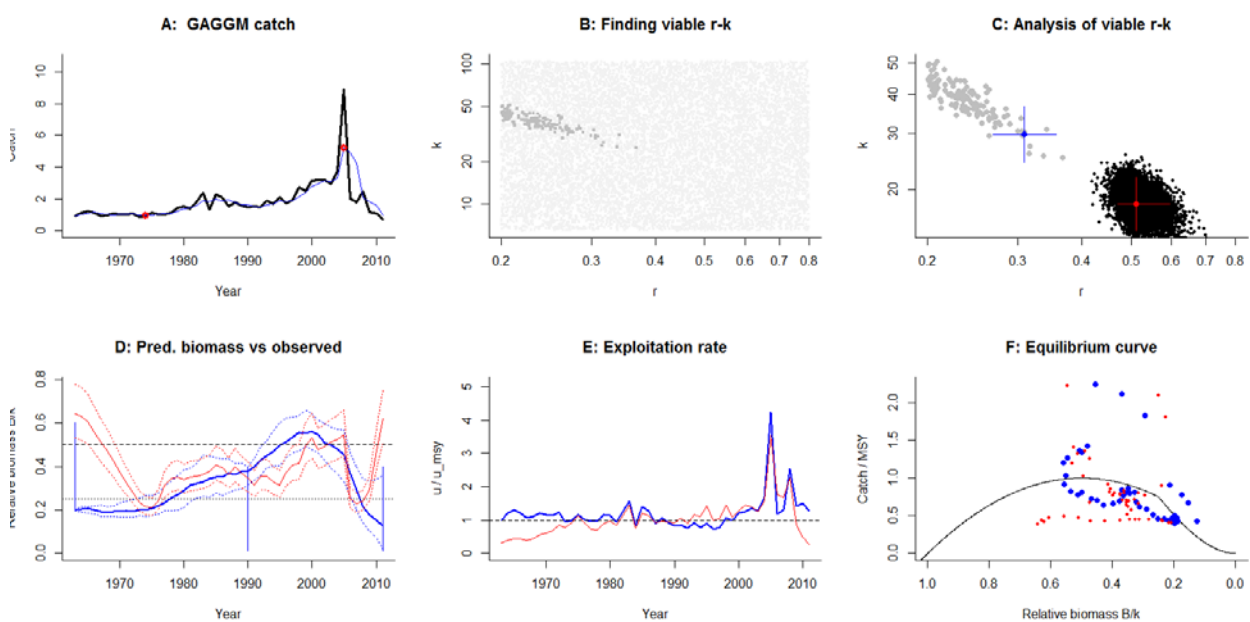 A: GAGGM catch
B: Finding viable r-k
C: Analysis of viable r-k
Catch
0 2 4 6 8 10
1970 1980 1990 2000 2010
Year
k
10 20 50 100
0.2 0.3 0.4 0.5 0.6 0.7 0.8
r
k
20 30 40 50
0.2 0.3 0.4 0.5 0.6 0.7 0.8
r
D: Pred. biomass vs observed
E: Exploitation rate
F: Equilibrium curve
Relative biomass B/k
0.0 0.2 0.4 0.6 0.8
1970 1980 1990 2000 2010
Year
u / u_msy
0 1 2 3 4 5
1970 1980 1990 2000 2010
Year
Catch / MSY
0.0 0.5 1.0 1.5 2.0
1.0 0.8 0.6 0.4 0.2 0.0
Relative biomass B/k